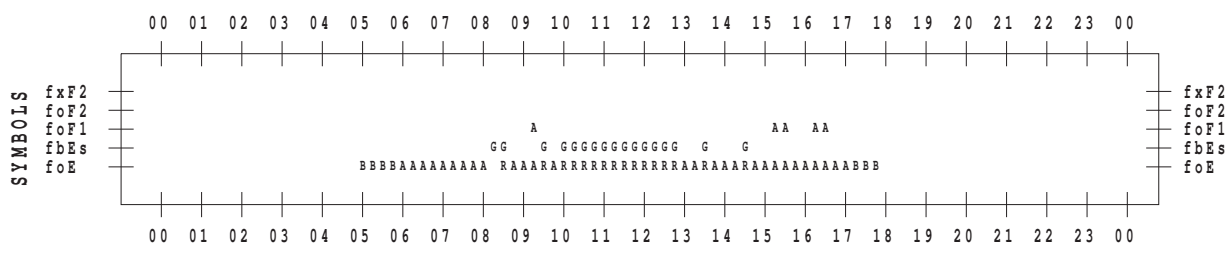 00 01 02 03 04 05 06 07 08 09 10 11 12 13 14 15 16 17 18 19 20 21 22 23 00
SYMBOLS
fxF2 fxF2
foF2 foF2
foF1 A AA AA foF1
fbEs GG G GGGGGGGGGGGG G G fbEs
foE BBBBAAAAAAAAA RAAARARRRRRRRRRRRRAARAAARAAAAAAAAAABBB foE
00 01 02 03 04 05 06 07 08 09 10 11 12 13 14 15 16 17 18 19 20 21 22 23 00